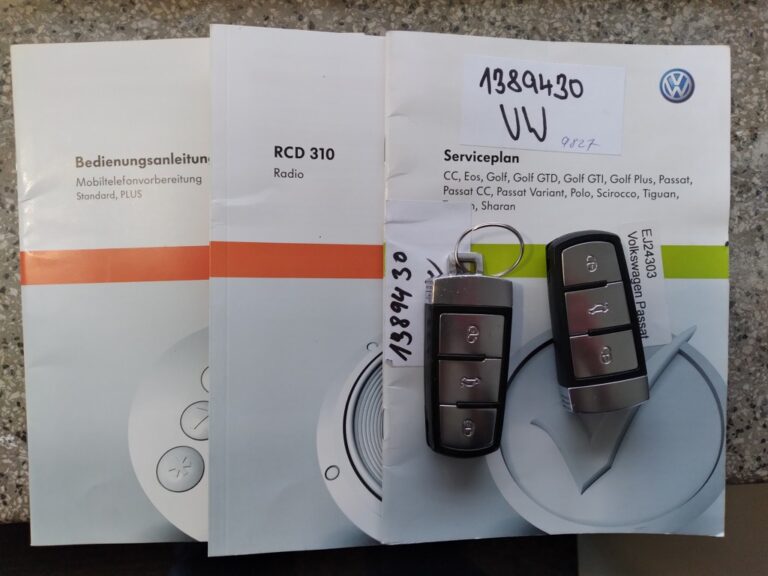 Bedienungsanleitung
Mobiltelefonvorbereitung
Standard, PLUS
RCD 310
Radio
1389430
VW
9827
VW
Serviceplan
CC, Eos, Golf, Golf GTD, Golf GTI, Golf Plus, Passat,
Passat CC, Passat Variant, Polo, Scirocco, Tiguan,
Sharan
1389430
EJ24303
Volkswagen Passat